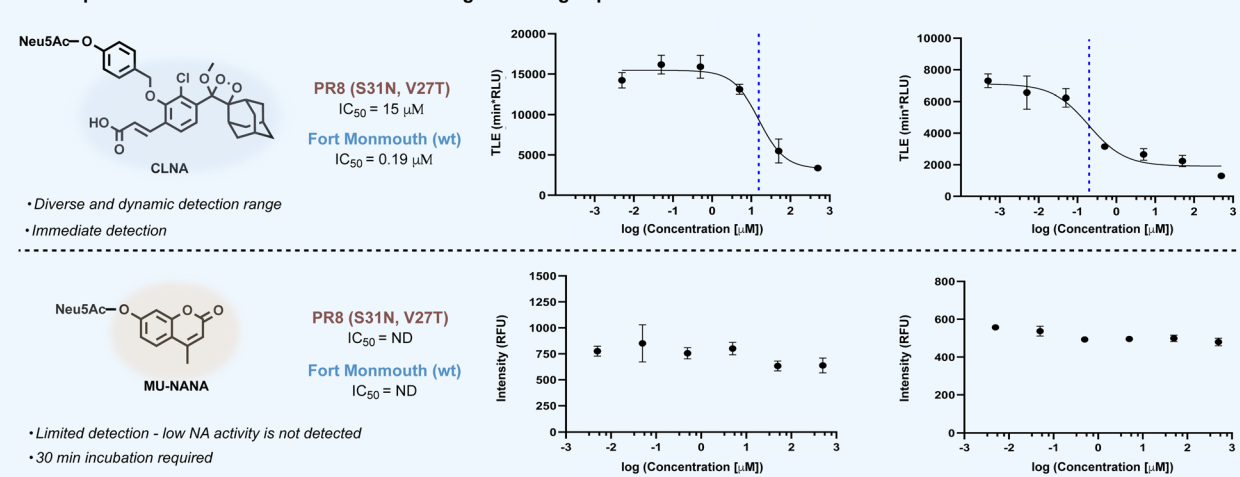 Neu5Ac
O
O
Cl
O
O
O
HO
O
CLNA
PR8 (S31N, V27T)
IC50 = 15 μM
Fort Monmouth (wt)
IC50 = 0.19 μM
•Diverse and dynamic detection range
•Immediate detection
TLE (min*RLU)
20000
15000
10000
5000
0
-3 -2 -1 0 1 2 3
log (Concentration [μM])
TLE (min*RLU)
10000
8000
6000
4000
2000
0
-3 -2 -1 0 1 2 3
log (Concentration [μM])
Neu5Ac
O
O
O
MU-NANA
PR8 (S31N, V27T)
IC50 = ND
Fort Monmouth (wt)
IC50 = ND
•Limited detection - low NA activity is not detected
•30 min incubation required
Intensity (RFU)
1500
1250
1000
750
500
250
0
-3 -2 -1 0 1 2 3
log (Concentration [μM])
Intensity (RFU)
800
600
400
200
0
-3 -2 -1 0 1 2 3
log (Concentration [μM])